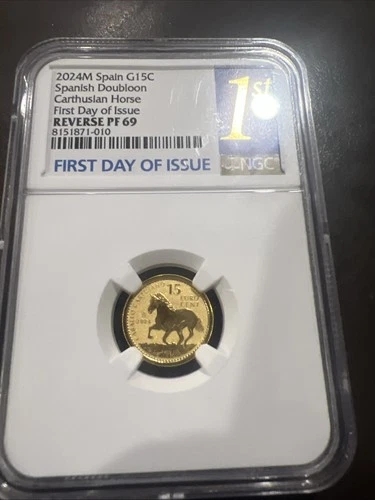 2024M Spain G15C
Spanish Doubloon
Carthusian Horse
First Day of Issue
REVERSE PF 69
8151871-010
1st
FIRST DAY OF ISSUE
NGC
15
EURO
CENT
2024